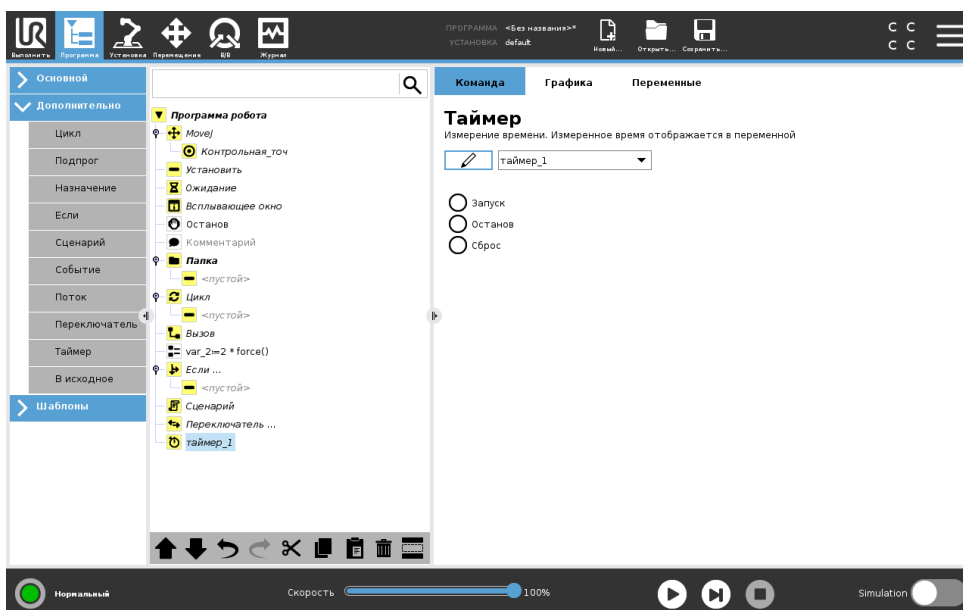 ПРОГРАММА <Без названия>*
УСТАНОВКА default
Выполнить Программа Установка Перемещение В/В Журнал
Новый... Открыть... Сохранить...
C C
C C
Основной
Дополнительно
Цикл
Подпрог
Назначение
Если
Сценарий
Событие
Поток
Переключатель
Таймер
В исходное
Шаблоны
Программа робота
MoveJ
Контрольная_точ
Установить
Ожидание
Всплывающее окно
Останов
Комментарий
Папка
<пустой>
Цикл
<пустой>
Вызов
var_2≔2 * force()
Если ...
<пустой>
Сценарий
Переключатель ...
таймер_1
Команда Графика Переменные
Таймер
Измерение времени. Измеренное время отображается в переменной
таймер_1
Запуск
Останов
Сброс
Нормальный
Скорость 100%
Simulation